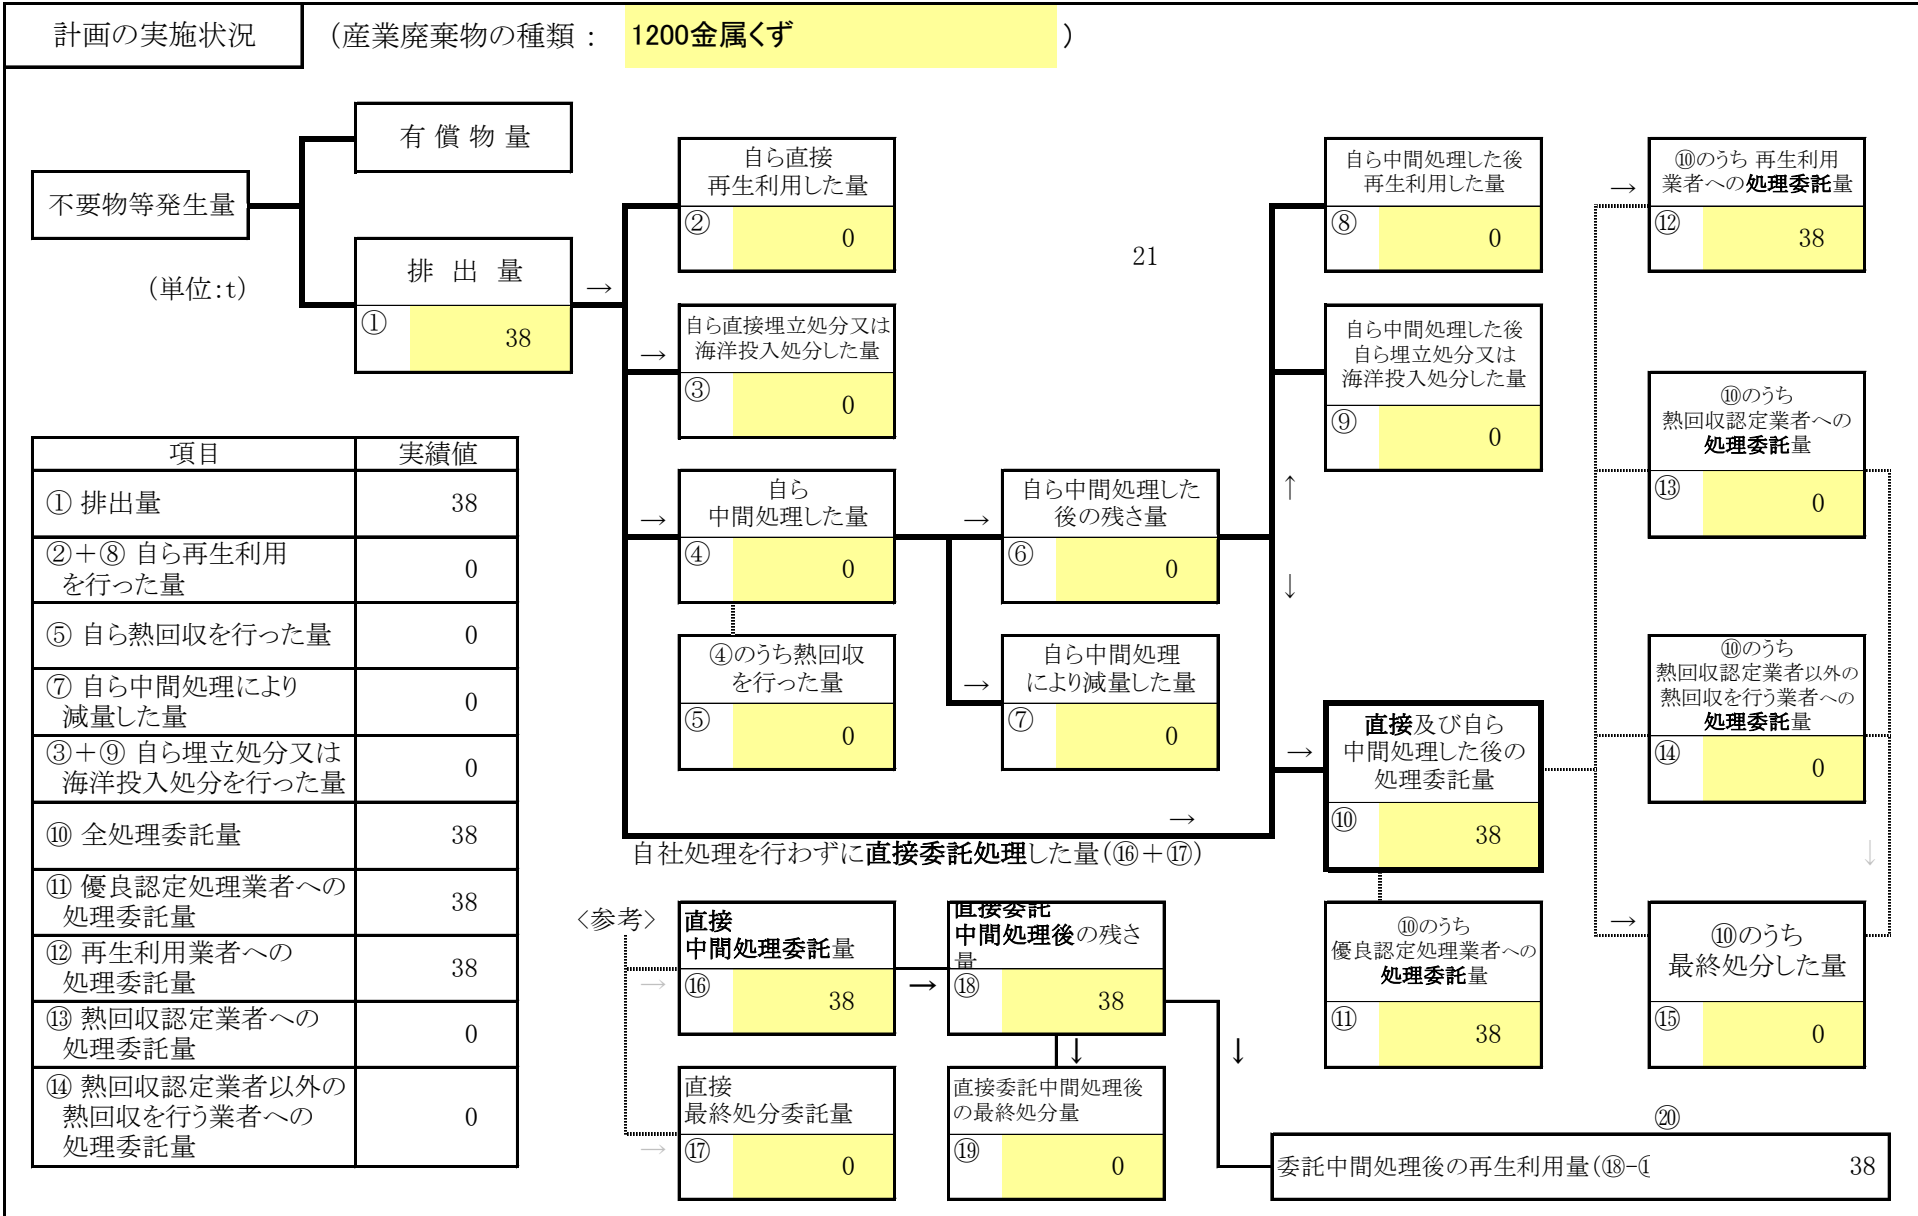 計画の実施状況
(産業廃棄物の種類: 1200金属くず )
有 償 物 量
不要物等発生量
(単位:t)
排 出 量
→
① 38
自ら直接
再生利用した量
② 0
自ら直接埋立処分又は
海洋投入処分した量
→
③ 0
自ら
中間処理した量
→
④ 0
④のうち熱回収
を行った量
⑤ 0
自ら中間処理した
後の残さ量
→
⑥ 0
自ら中間処理
により減量した量
→
⑦ 0
21
自ら中間処理した後
再生利用した量
⑧ 0
自ら中間処理した後
自ら埋立処分又は
海洋投入処分した量
⑨ 0
↑
↓
直接及び自ら
中間処理した後の
処理委託量
→
⑩ 38
⑩のうち
優良認定処理業者への
処理委託量
⑪ 38
⑩のうち 再生利用
業者への処理委託量
→
⑫ 38
⑩のうち
熱回収認定業者への
処理委託量
⑬ 0
⑩のうち
熱回収認定業者以外の
熱回収を行う業者への
処理委託量
⑭ 0
↓
⑩のうち
最終処分した量
→
⑮ 0
→
自社処理を行わずに直接委託処理した量(⑯+⑰)
〈参考〉
直接
中間処理委託量
→
⑯ 38
直接
最終処分委託量
→
⑰ 0
直接委託
中間処理後の残さ
量
→
⑱ 38
↓
↓
直接委託中間処理後
の最終処分量
⑲ 0
⑳
委託中間処理後の再生利用量(⑱-
38
項目 実績値
① 排出量 38
②+⑧ 自ら再生利用
を行った量 0
⑤ 自ら熱回収を行った量 0
⑦ 自ら中間処理により
減量した量 0
③+⑨ 自ら埋立処分又は
海洋投入処分を行った量 0
⑩ 全処理委託量 38
⑪ 優良認定処理業者への
処理委託量 38
⑫ 再生利用業者への
処理委託量 38
⑬ 熱回収認定業者への
処理委託量 0
⑭ 熱回収認定業者以外の
熱回収を行う業者への
処理委託量 0